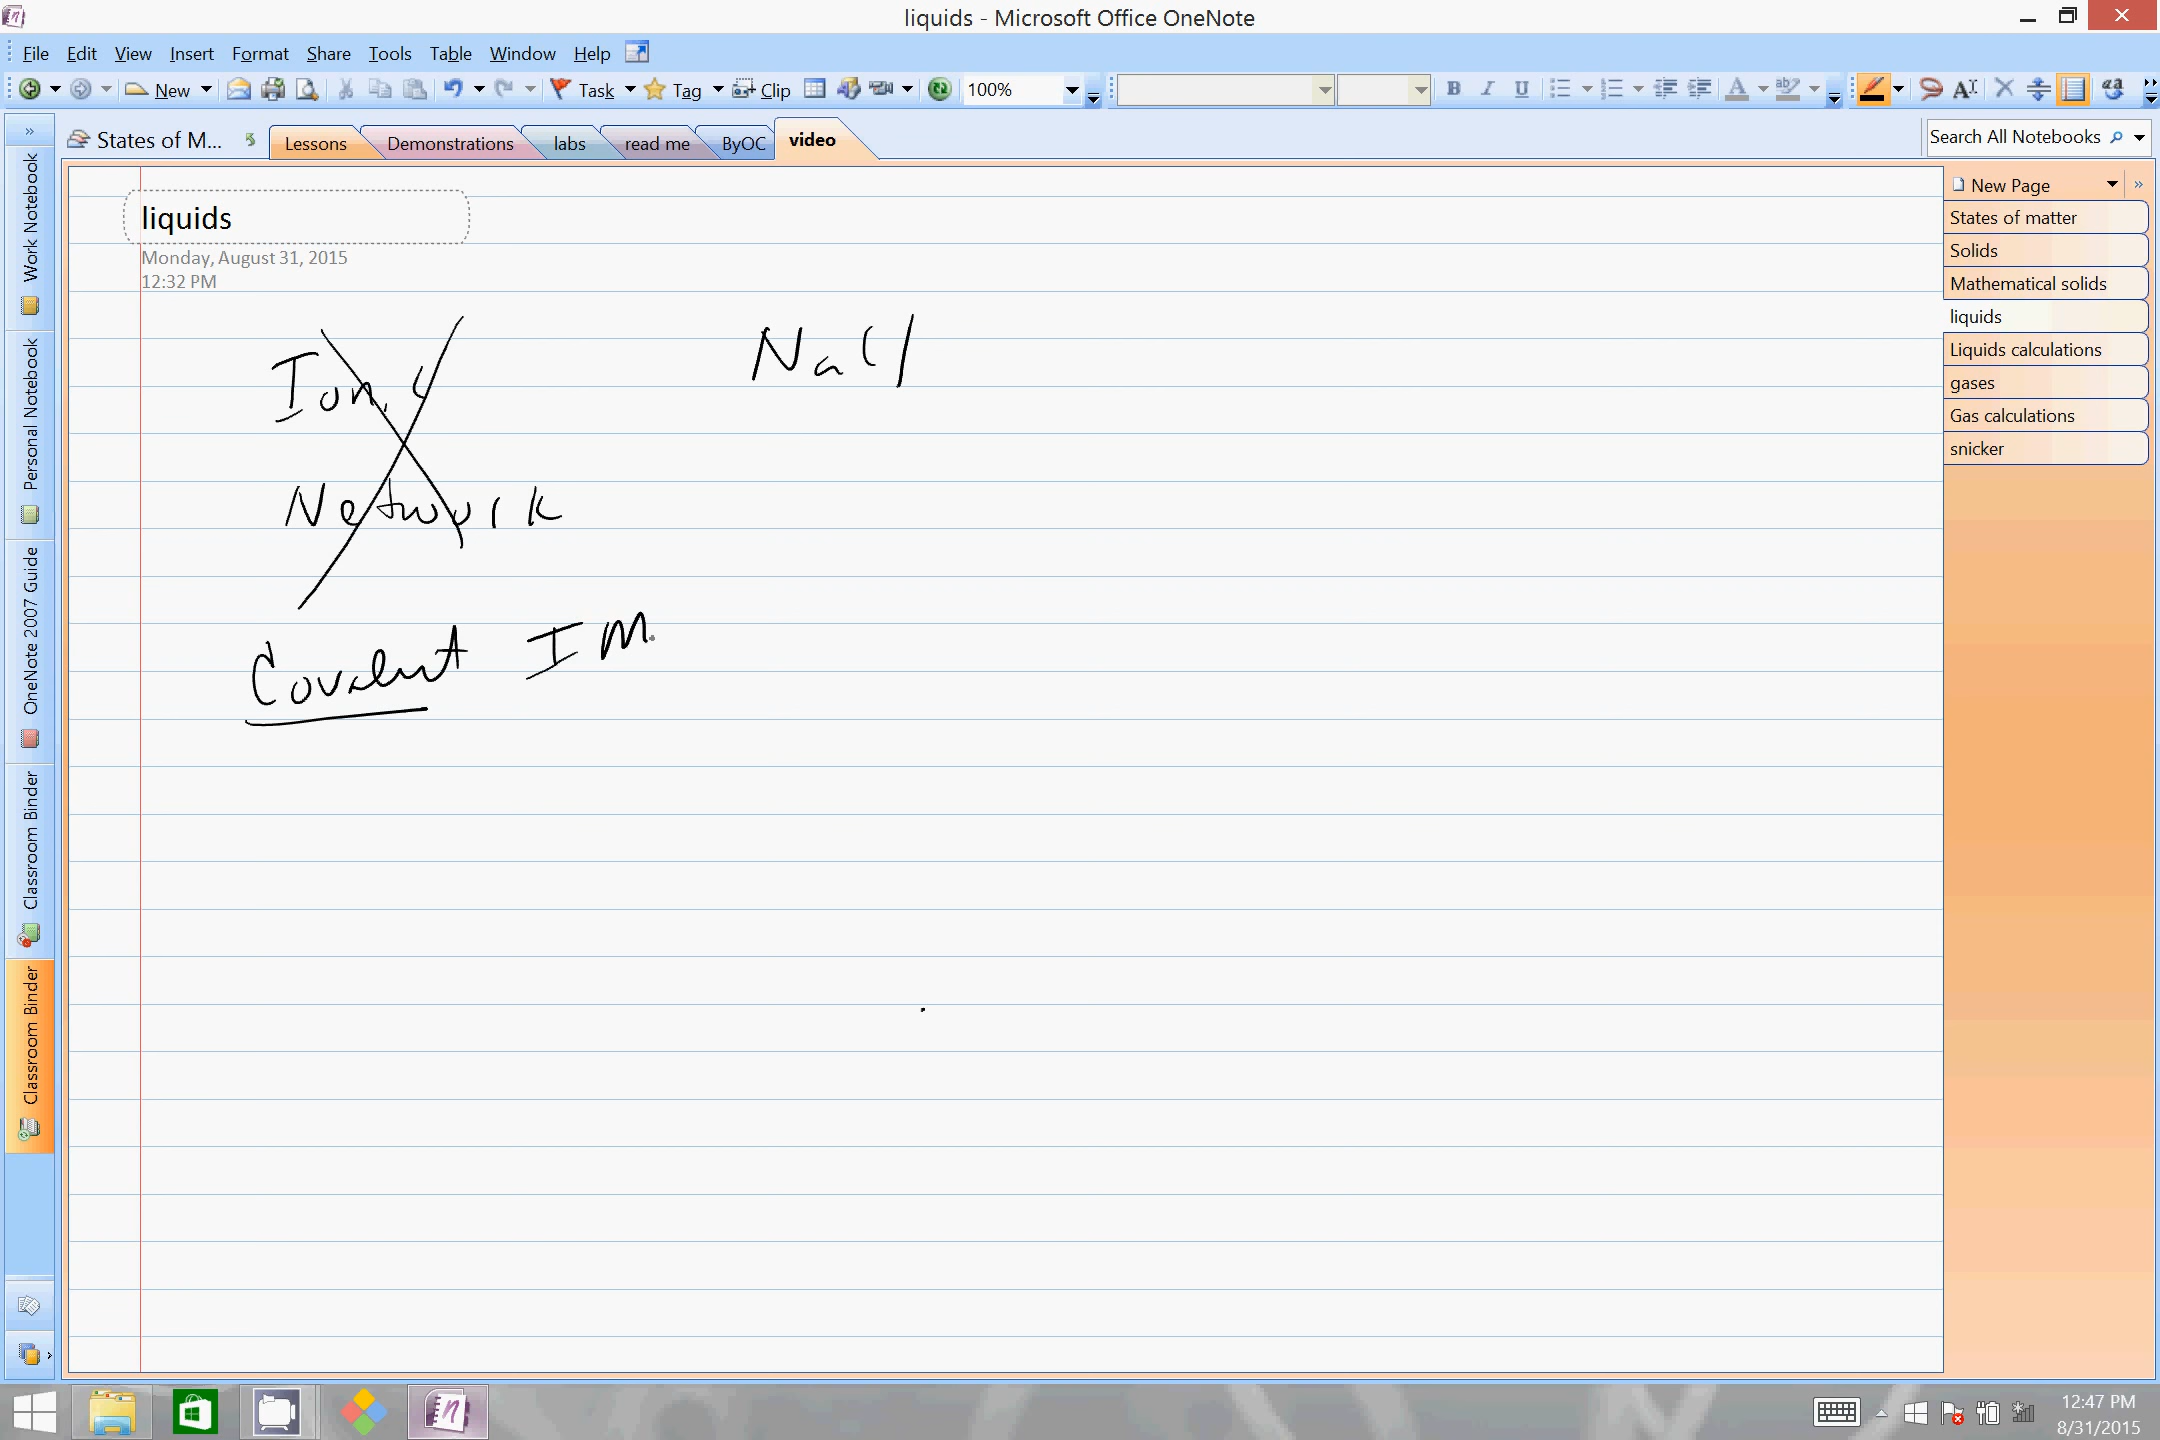 liquids - Microsoft Office OneNote
File Edit View Insert Format Share Tools Table Window Help
New Task Tag Clip 100% B I U A ab A
States of M... Lessons Demonstrations labs read me ByOC video Search All Notebooks
liquids
Monday, August 31, 2015
12:32 PM
Ionic NaCl
Network
Covalent IM
New Page
States of matter
Solids
Mathematical solids
liquids
Liquids calculations
gases
Gas calculations
snicker
Work Notebook
Personal Notebook
OneNote 2007 Guide
Classroom Binder
Classroom Binder
12:47 PM
8/31/2015